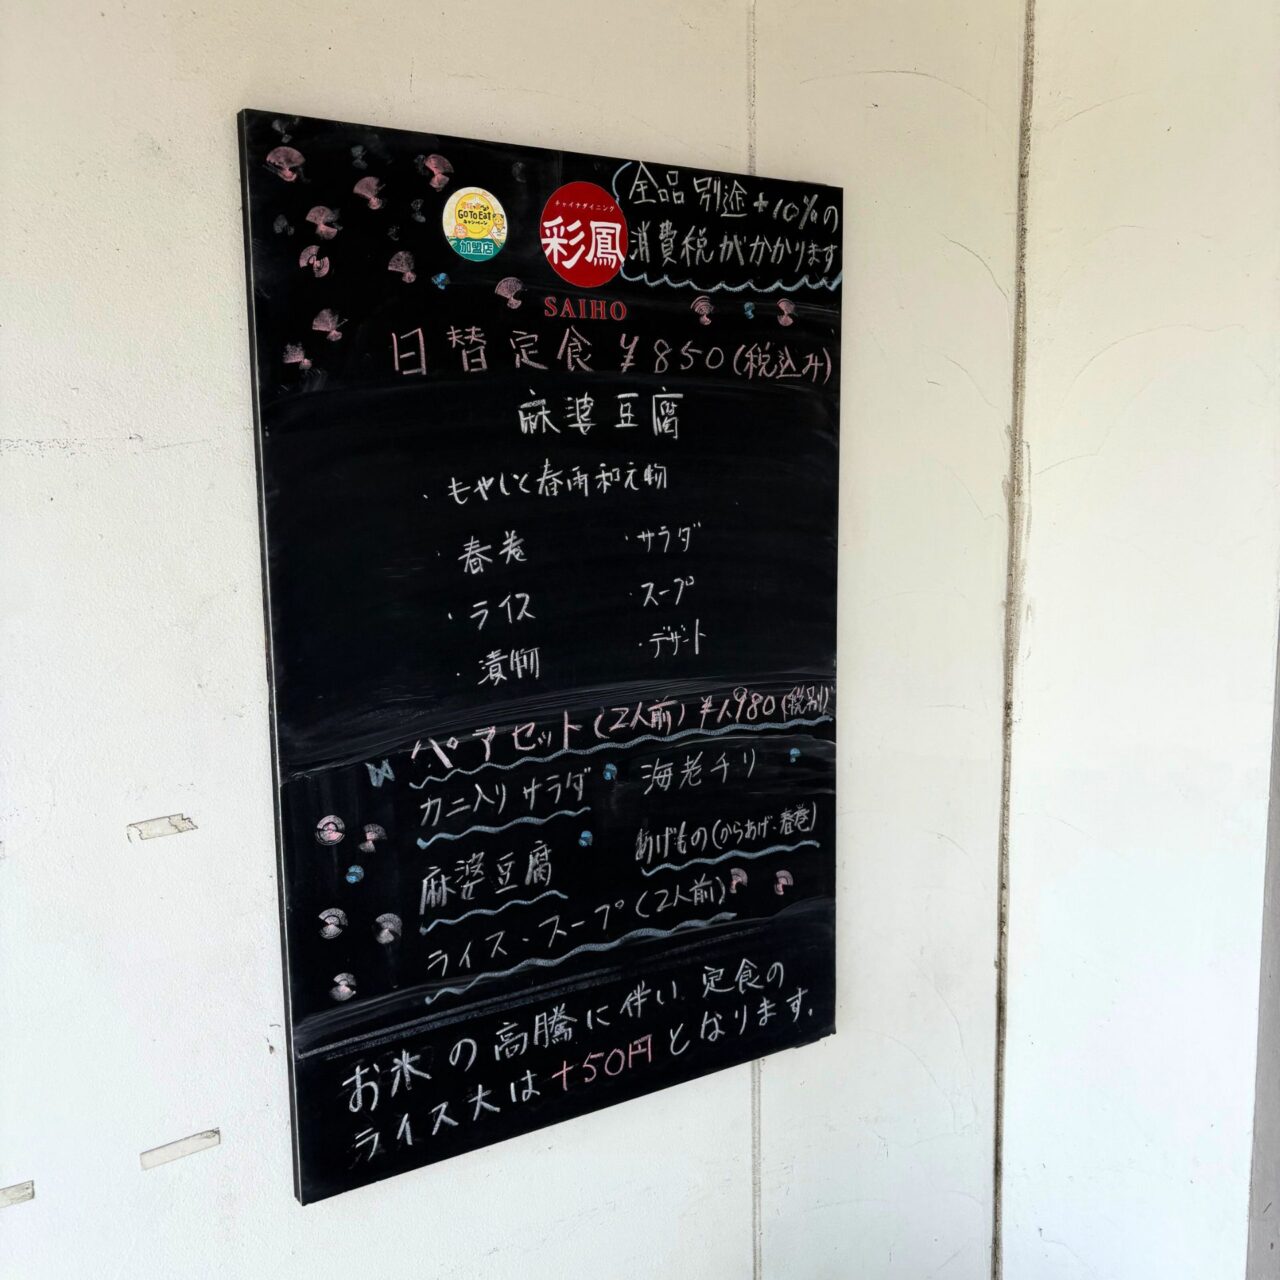 GO TO Eat
キャンペーン
加盟店
チャイナダイニング
彩鳳
SAIHO
全品別途+10%の
消費税がかかります
日替定食 ¥850(税込み)
麻婆豆腐
・もやしと春雨和え物
・春巻 ・サラダ
・ライス ・スープ
・漬物 ・デザート
ペアセット(2人前)¥1,980(税別)
カニ入りサラダ 海老チリ
麻婆豆腐 あげもの(からあげ・春巻)
ライス・スープ(2人前)
お米の高騰に伴い定食の
ライス大は+50円となります。